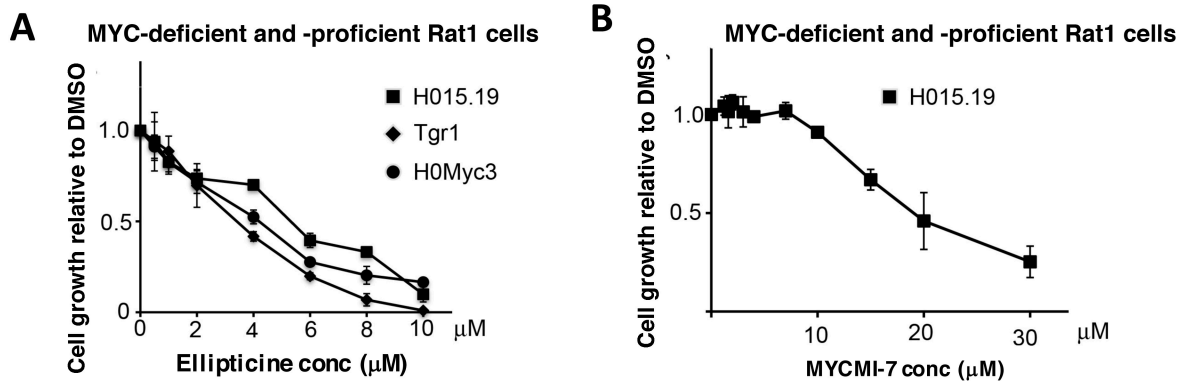 A
MYC-deficient and -proficient Rat1 cells
Cell growth relative to DMSO
H015.19
Tgr1
H0Myc3
1.0
0.5
0
0 2 4 6 8 10 μM
Ellipticine conc (μM)
B
MYC-deficient and -proficient Rat1 cells
Cell growth relative to DMSO
H015.19
1.0
0.5
10 20 30 μM
MYCMI-7 conc (μM)